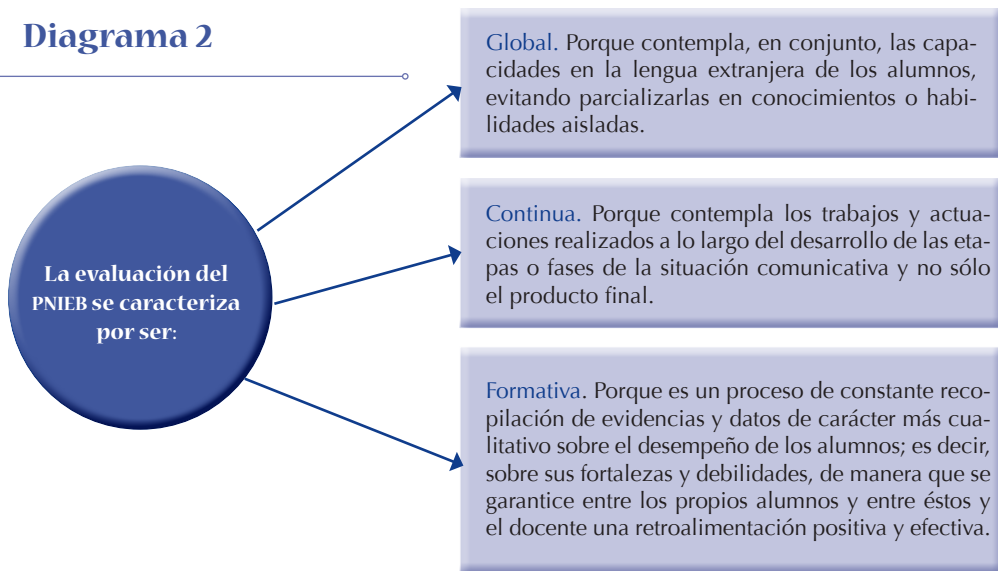 Diagrama 2
Global. Porque contempla, en conjunto, las capa-
cidades en la lengua extranjera de los alumnos,
evitando parcializarlas en conocimientos o habi-
lidades aisladas.
La evaluación del
PNIEB se caracteriza
por ser:
Continua. Porque contempla los trabajos y actua-
ciones realizados a lo largo del desarrollo de las eta-
pas o fases de la situación comunicativa y no sólo
el producto final.
Formativa. Porque es un proceso de constante reco-
pilación de evidencias y datos de carácter más cua-
litativo sobre el desempeño de los alumnos; es decir,
sobre sus fortalezas y debilidades, de manera que se
garantice entre los propios alumnos y entre éstos y
el docente una retroalimentación positiva y efectiva.